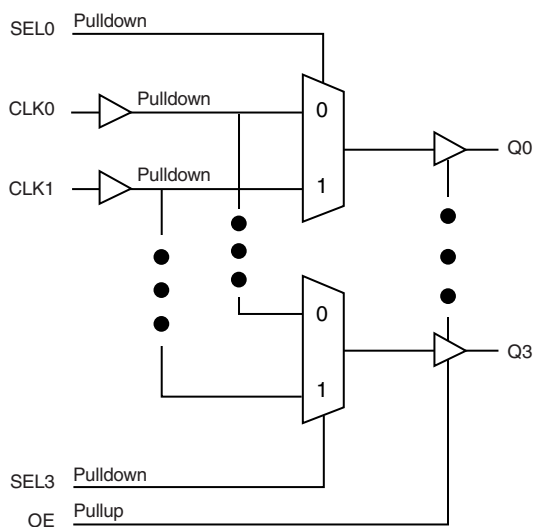 SEL0 Pulldown
CLK0 Pulldown
0
CLK1 Pulldown
1
Q0
0
1
Q3
SEL3 Pulldown
OE Pullup